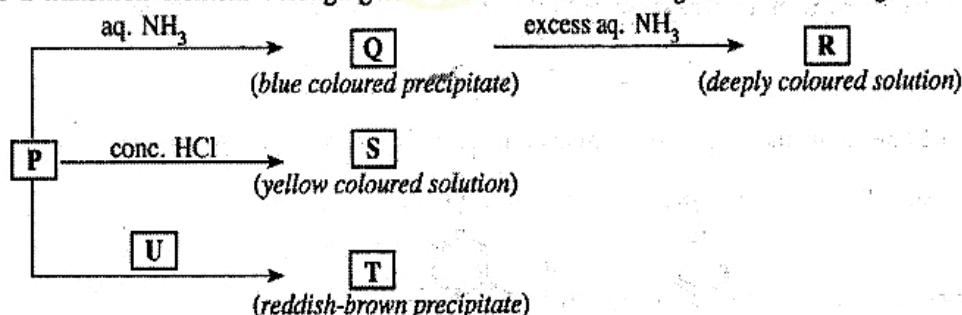 aq. NH₃
Q
(blue coloured precipitate)
excess aq. NH₃
R
(deeply coloured solution)
P
conc. HCl
S
(yellow coloured solution)
U
T
(reddish-brown precipitate)